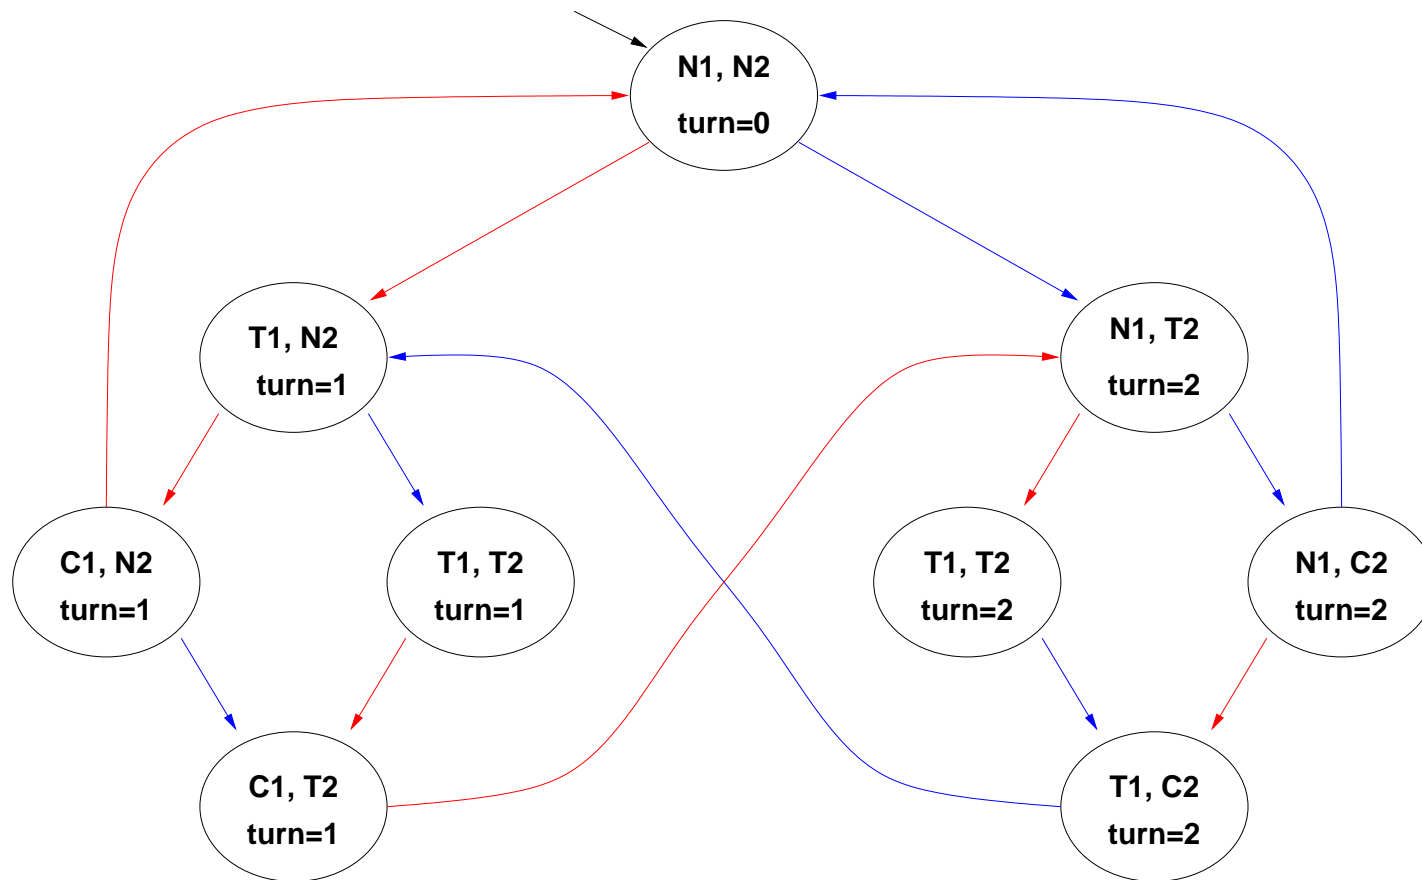 N1, N2
turn=0
T1, N2
turn=1
N1, T2
turn=2
C1, N2
turn=1
T1, T2
turn=1
T1, T2
turn=2
N1, C2
turn=2
C1, T2
turn=1
T1, C2
turn=2